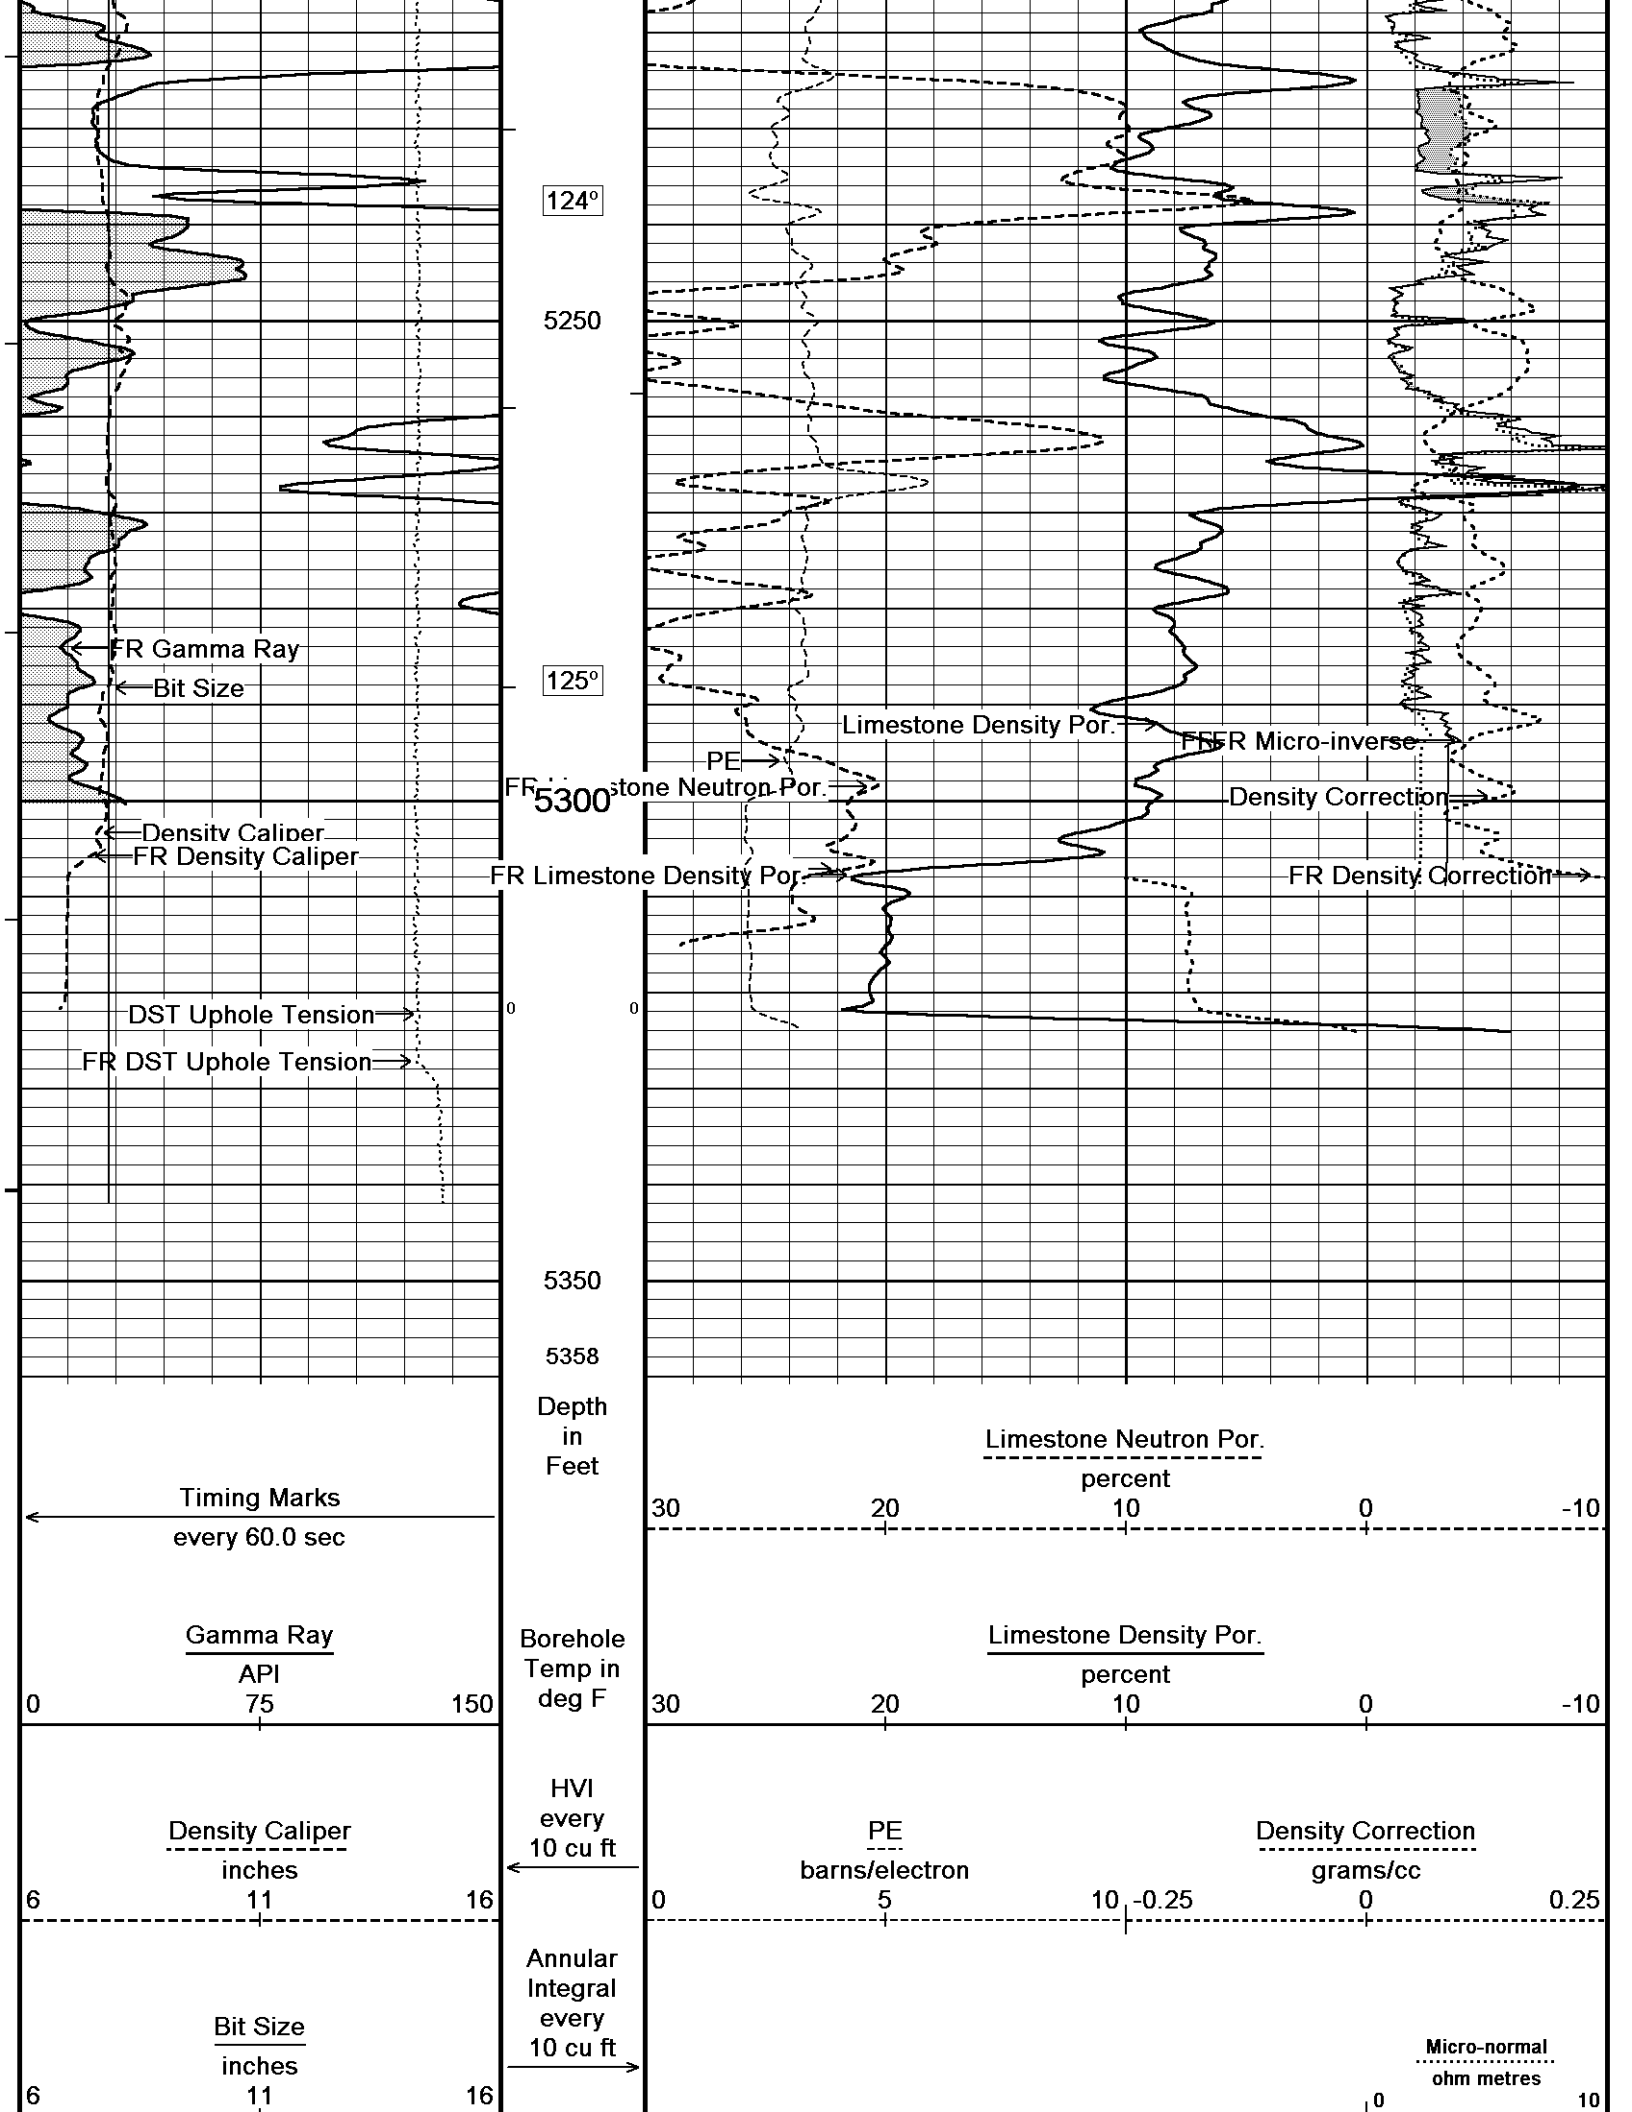 124º
5250
FR Gamma Ray
125º
Bit Size
Limestone Density Por.
FR Micro-inverse
PE
FR Limestone Neutron Por.
5300
Density Correction
Density Caliper
FR Density Caliper
FR Limestone Density Por.
FR Density Correction
DST Uphole Tension
0 0
FR DST Uphole Tension
5350
5358
Depth
in
Feet
Limestone Neutron Por.
percent
30 20 10 0 -10
Timing Marks
every 60.0 sec
Gamma Ray
API
0 75 150
Borehole
Temp in
deg F
Limestone Density Por.
percent
30 20 10 0 -10
HVI
every
10 cu ft
Density Caliper
inches
6 11 16
PE
barns/electron
0 5 10
Density Correction
grams/cc
-0.25 0 0.25
Annular
Integral
every
10 cu ft
Bit Size
inches
6 11 16
Micro-normal
ohm metres
0 10